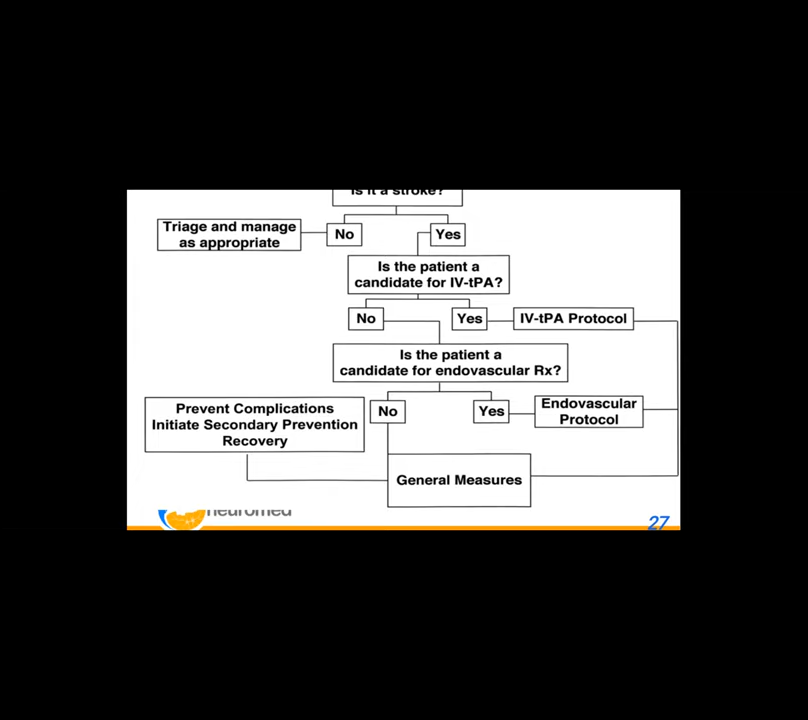 Is it a stroke?
Triage and manage
as appropriate
No
Yes
Is the patient a
candidate for IV-tPA?
No
Yes
IV-tPA Protocol
Is the patient a
candidate for endovascular Rx?
Prevent Complications
Initiate Secondary Prevention
Recovery
No
Yes
Endovascular
Protocol
General Measures
neuromed
27